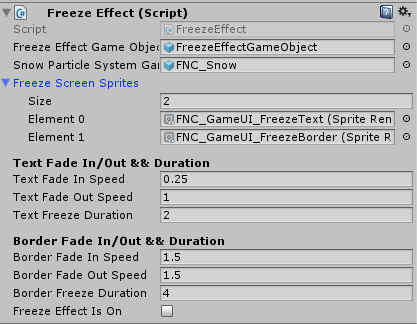 Freeze Effect (Script)
Script FreezeEffect
Freeze Effect Game Objec FreezeEffectGameObject
Snow Particle System Gar FNC_Snow
Freeze Screen Sprites
Size 2
Element 0 FNC_GameUI_FreezeText (Sprite Ren
Element 1 FNC_GameUI_FreezeBorder (Sprite R
Text Fade In/Out && Duration
Text Fade In Speed 0.25
Text Fade Out Speed 1
Text Freeze Duration 2
Border Fade In/Out && Duration
Border Fade In Speed 1.5
Border Fade Out Speed 1.5
Border Freeze Duration 4
Freeze Effect Is On